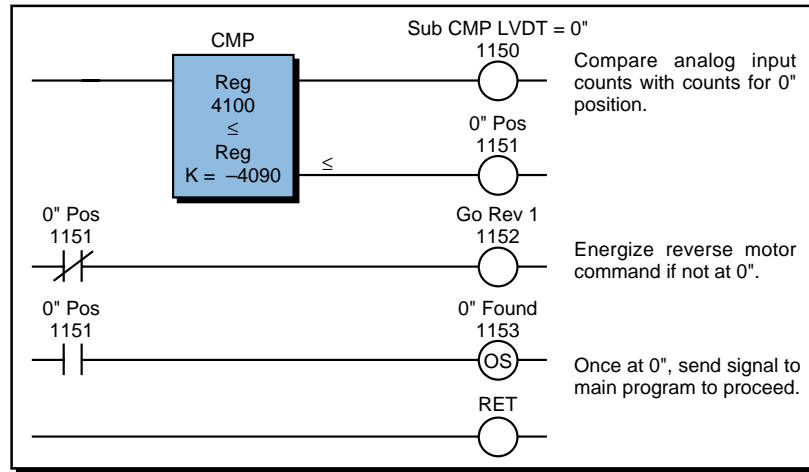 CMP
Sub CMP LVDT = 0"
1150
Reg
4100
≤
Reg
K = –4090
≤
0" Pos
1151
Compare analog input
counts with counts for 0"
position.
0" Pos
1151
Go Rev 1
1152
Energize reverse motor
command if not at 0".
0" Pos
1151
0" Found
1153
OS
Once at 0", send signal to
main program to proceed.
RET